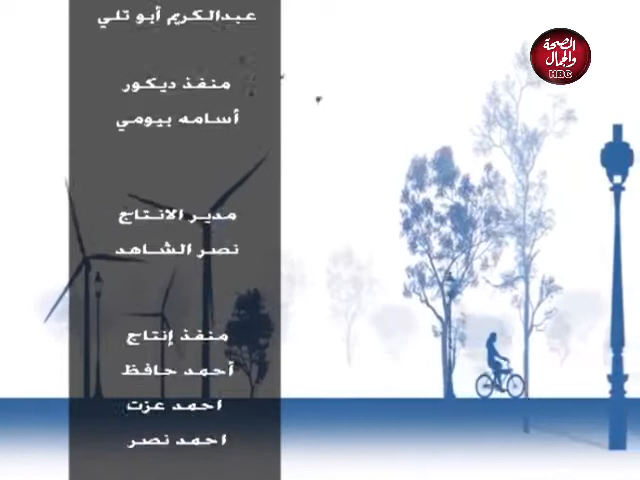 عبدالكريم أبو تلي
الصحة
والجمال
HBC
منفذ ديكور
أسامه بيومي
مدير الانتاج
نصر الشاهد
منفذ إنتاج
أحمد حافظ
احمد عزت
احمد نصر